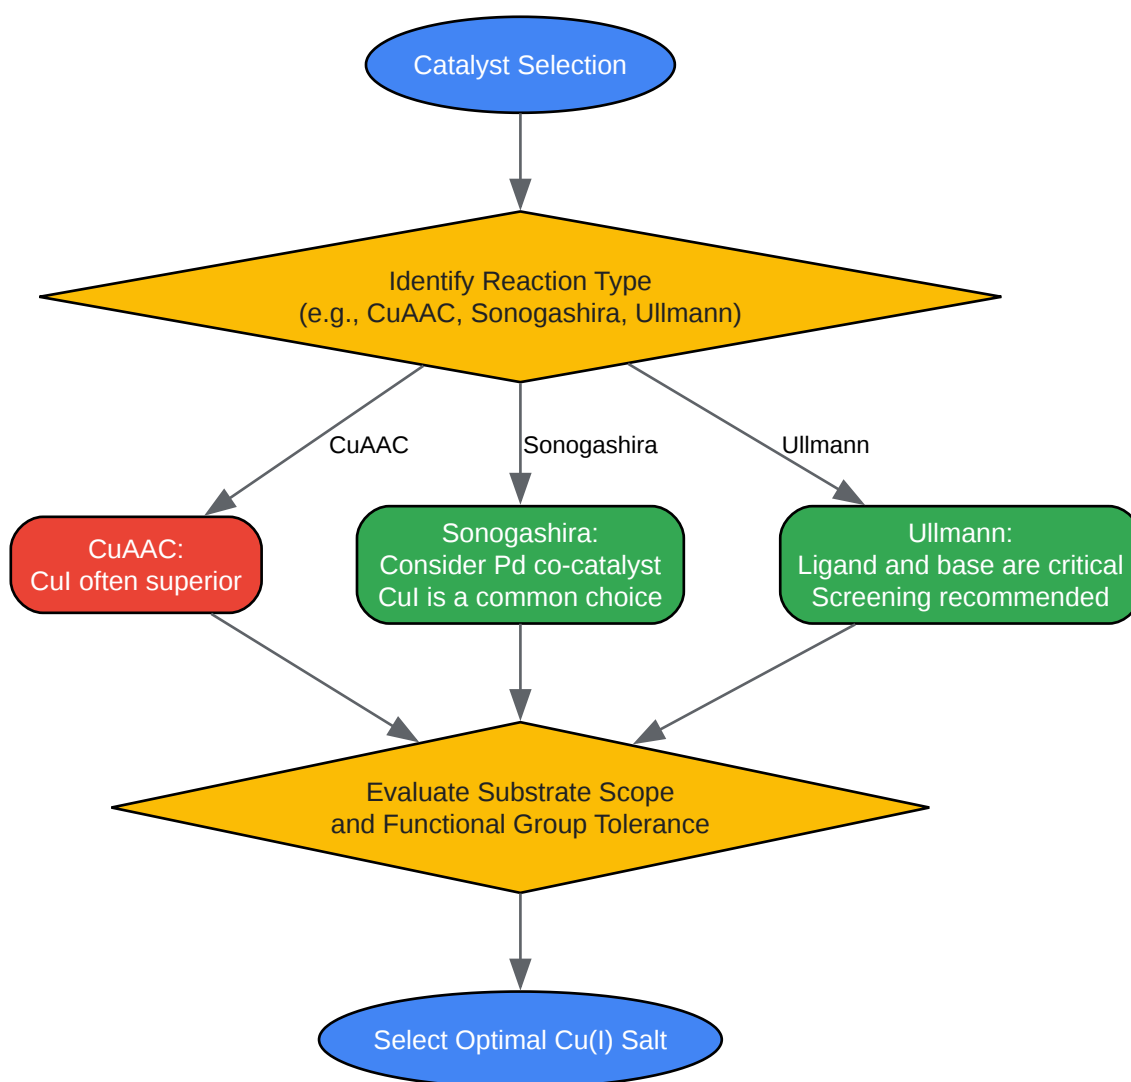 Catalyst Selection
Identify Reaction Type
(e.g., CuAAC, Sonogashira, Ullmann)
CuAAC
Sonogashira
Ullmann
CuAAC:
CuI often superior
Sonogashira:
Consider Pd co-catalyst
CuI is a common choice
Ullmann:
Ligand and base are critical
Screening recommended
Evaluate Substrate Scope
and Functional Group Tolerance
Select Optimal Cu(I) Salt